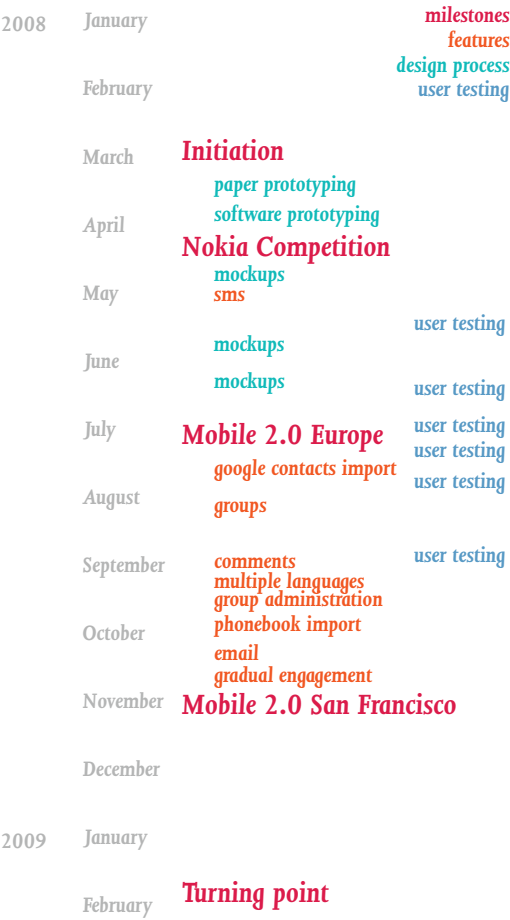 2008 January milestones
features
design process
February user testing
March Initiation
paper prototyping
software prototyping
April
Nokia Competition
mockups
May sms
user testing
mockups
June
mockups user testing
July Mobile 2.0 Europe user testing
user testing
google contacts import
user testing
August groups
September comments user testing
multiple languages
group administration
October phonebook import
email
gradual engagement
November Mobile 2.0 San Francisco
December
2009 January
February Turning point